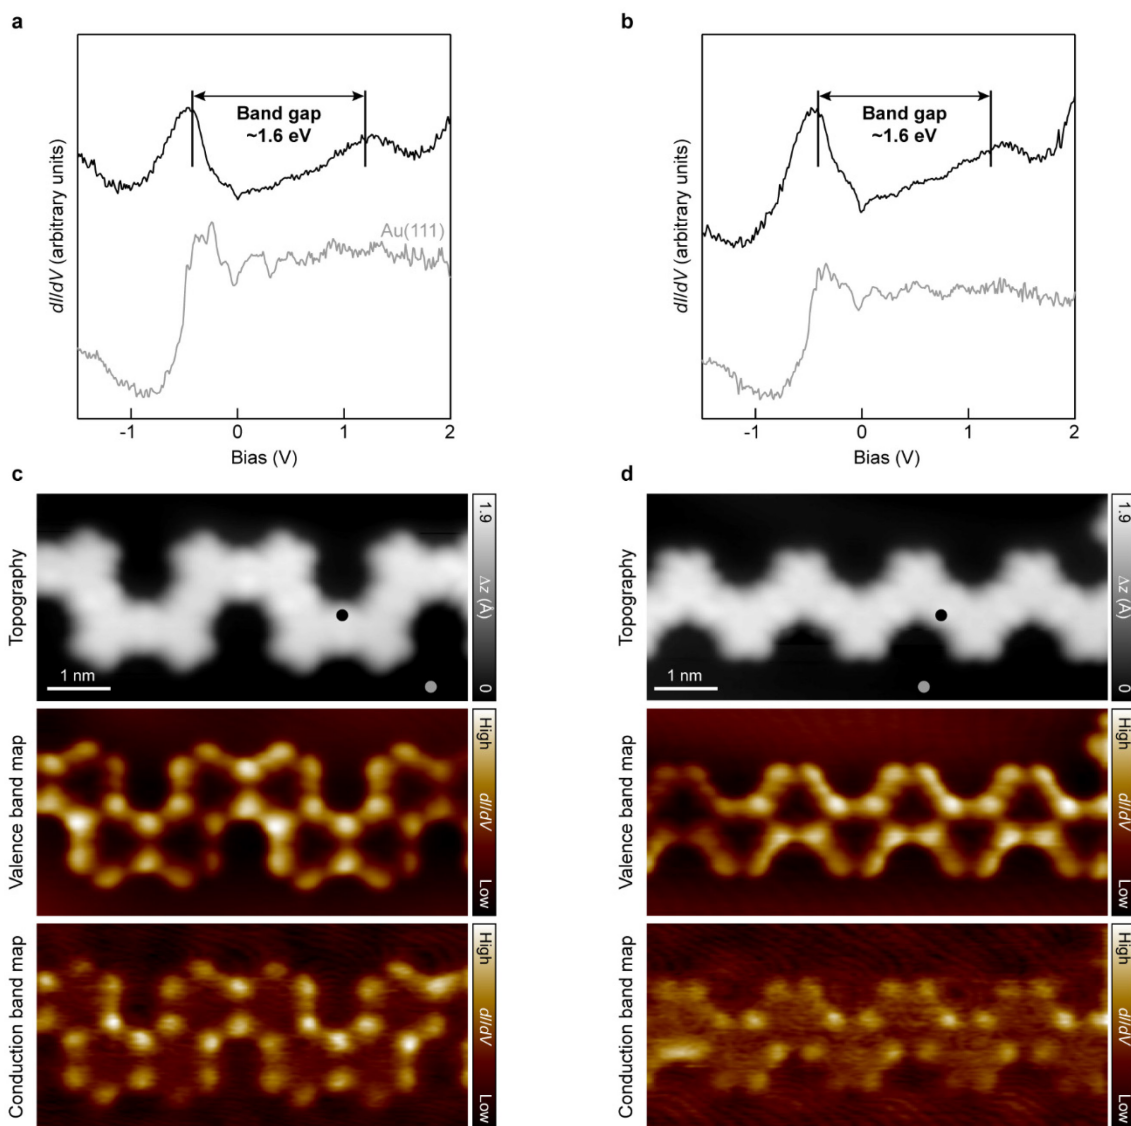 a
Band gap
~1.6 eV
Au(111)
dI/dV (arbitrary units)
-1 0 1 2
Bias (V)
b
Band gap
~1.6 eV
dI/dV (arbitrary units)
-1 0 1 2
Bias (V)
c
Topography
1 nm
1.9
Δz (Å)
0
Valence band map
High
dI/dV
Low
Conduction band map
High
dI/dV
Low
d
Topography
1 nm
1.9
Δz (Å)
0
Valence band map
High
dI/dV
Low
Conduction band map
High
dI/dV
Low